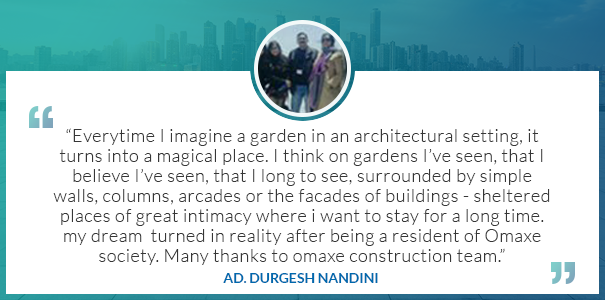 “Everytime I imagine a garden in an architectural setting, it
turns into a magical place. I think on gardens I’ve seen, that I
believe I’ve seen, that I long to see, surrounded by simple
walls, columns, arcades or the facades of buildings - sheltered
places of great intimacy where i want to stay for a long time.
my dream turned in reality after being a resident of Omaxe
society. Many thanks to omaxe construction team.”
AD. DURGESH NANDINI